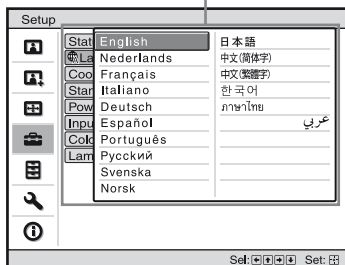 Setup
Stat
La
Coo
Star
Pow
Inpu
Colo
Lam
English
Nederlands
Français
Italiano
Deutsch
Español
Português
Русский
Svenska
Norsk
日本語
中文(简体字)
中文(繁體字)
한국어
ภาษาไทย
عربي
Sel: Set: